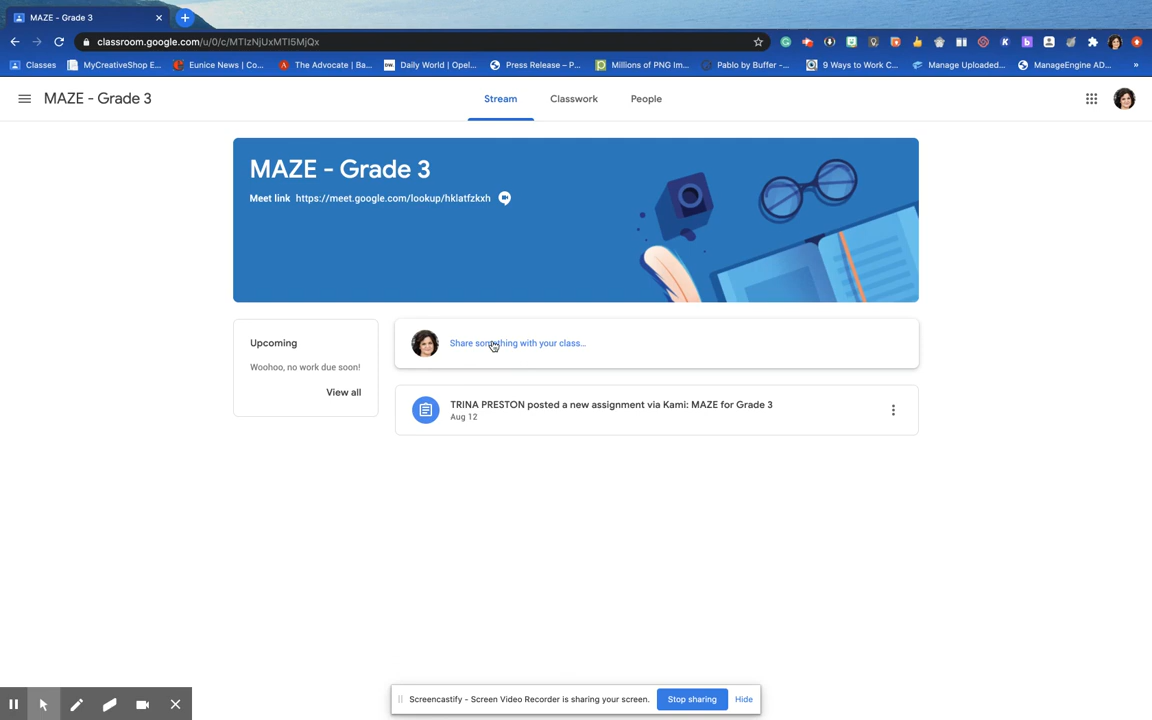 MAZE - Grade 3
classroom.google.com/u/0/c/MTIzNjUxMTI5MjQx
Classes MyCreativeShop E... Eunice News | Co... The Advocate | Ba... DW. Daily World | Opel... Press Release – P... Millions of PNG Im... Pablo by Buffer -... 9 Ways to Work C... Manage Uploaded... ManageEngine AD... »
MAZE - Grade 3
Stream Classwork People
MAZE - Grade 3
Meet link https://meet.google.com/lookup/hklatfzkxh
Upcoming
Woohoo, no work due soon!
View all
Share something with your class...
TRINA PRESTON posted a new assignment via Kami: MAZE for Grade 3
Aug 12
Screencastify - Screen Video Recorder is sharing your screen. Stop sharing Hide